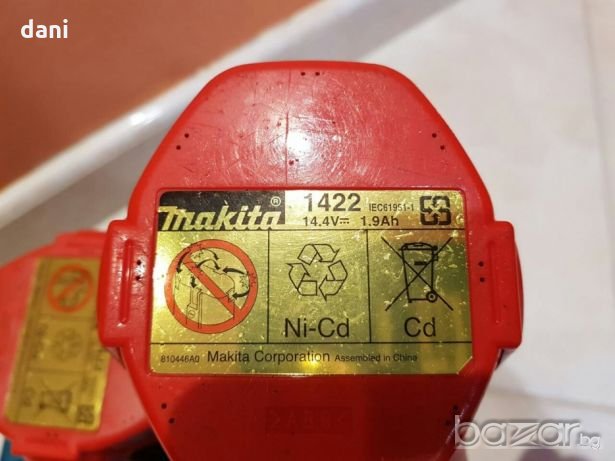 dani
makita ® 1422 IEC61951-1
14.4V 1.9Ah
Ni-Cd Cd
810446A0 Makita Corporation Assembled in China
bazar.bg